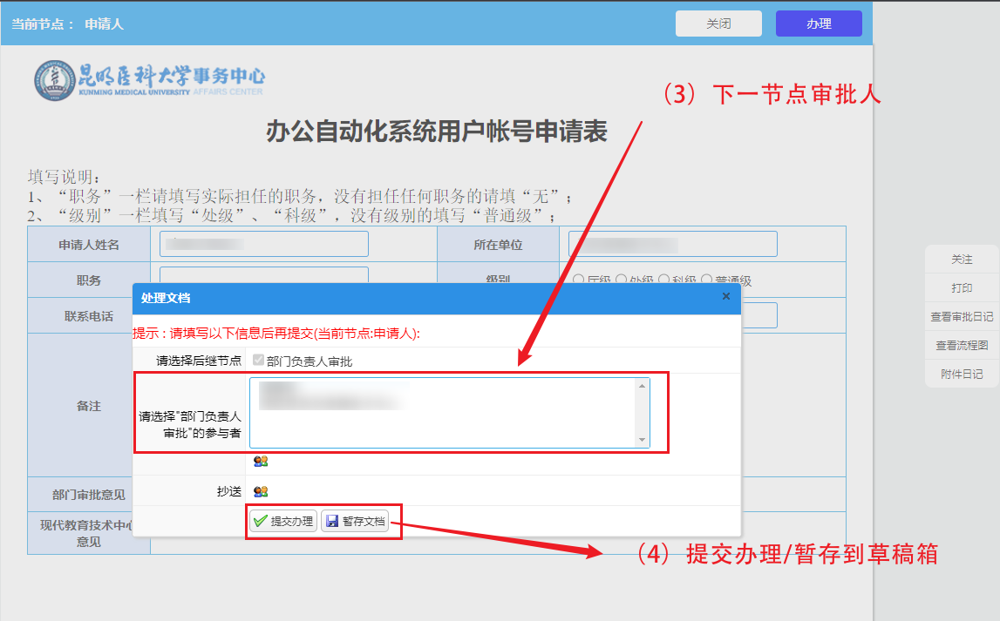 当前节点： 申请人
关闭
办理
昆明医科大学事务中心
KUNMING MEDICAL UNIVERSITY AFFAIRS CENTER
（3）下一节点审批人
办公自动化系统用户帐号申请表
填写说明：
1、“职务”一栏请填写实际担任的职务，没有担任任何职务的请填“无”；
2、“级别”一栏填写“处级”、“科级”，没有级别的填写“普通级”；
申请人姓名
所在单位
职务
级别
厅级 处级 科级 普通级
联系电话
备注
部门审批意见
现代教育技术中心
意见
处理文档
×
提示：请填写以下信息后再提交(当前节点:申请人):
请选择后继节点
部门负责人审批
请选择"部门负责人
审批"的参与者
抄送
提交办理
暂存文档
（4）提交办理/暂存到草稿箱
关注
打印
查看审批日记
查看流程图
附件日记